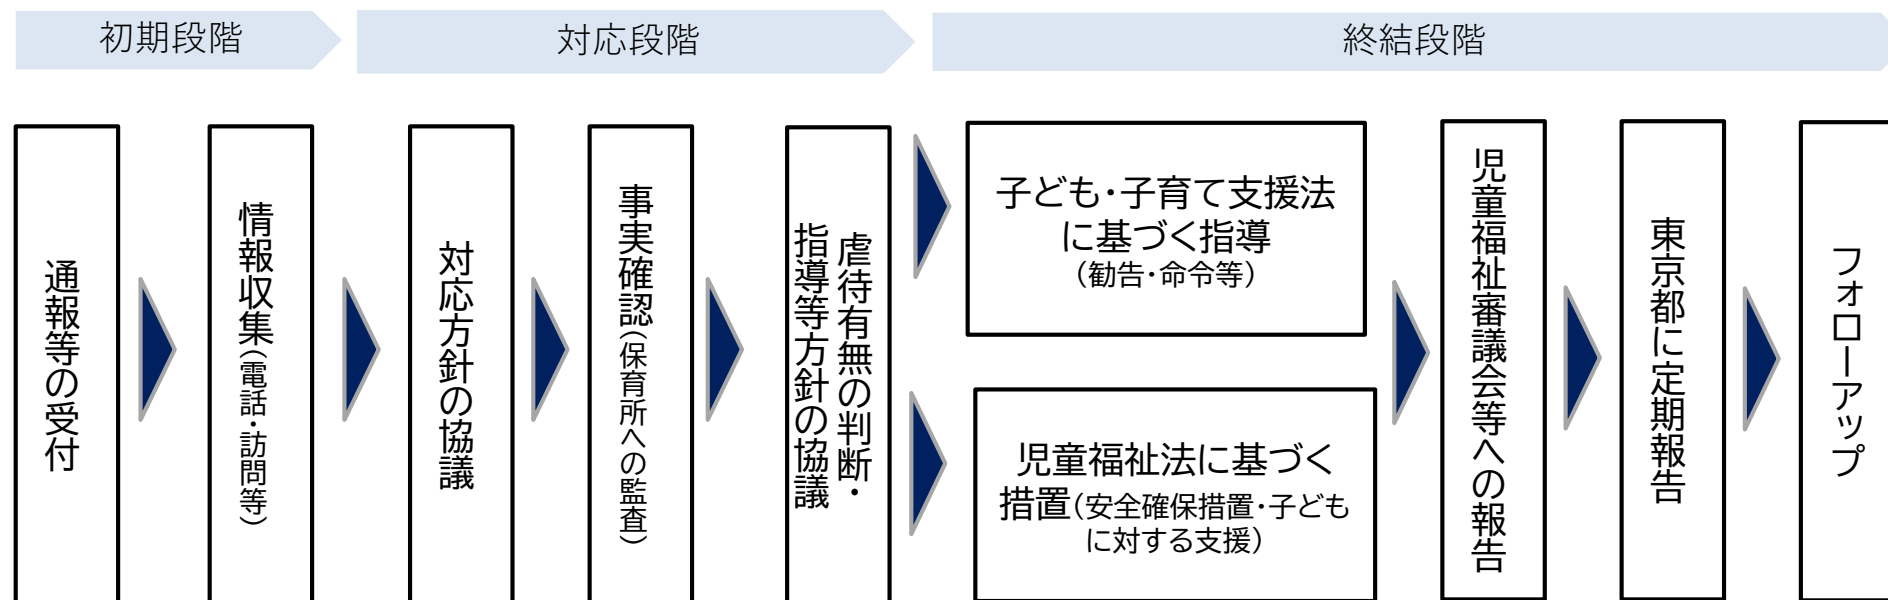 初期段階
対応段階
終結段階
通報等の受付
情報収集(電話・訪問等)
対応方針の協議
事実確認(保育所への監査)
虐待有無の判断・
指導等方針の協議
子ども・子育て支援法
に基づく指導
(勧告・命令等)
児童福祉法に基づく
措置(安全確保措置・子ども
に対する支援)
児童福祉審議会等への報告
東京都に定期報告
フォローアップ